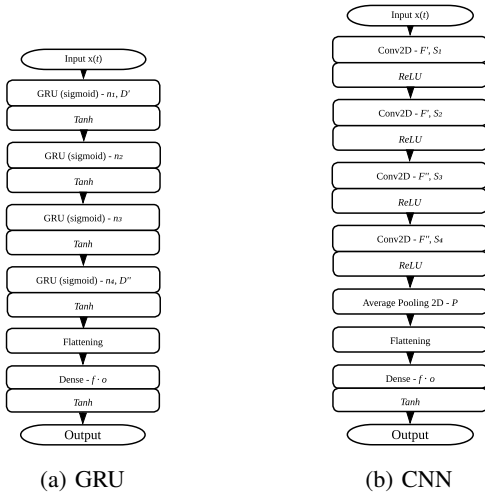 Input x(t)
GRU (sigmoid) - n₁, D′
Tanh
GRU (sigmoid) - n₂
Tanh
GRU (sigmoid) - n₃
Tanh
GRU (sigmoid) - n₄, D″
Tanh
Flattening
Dense - f · o
Tanh
Output
(a) GRU
Input x(t)
Conv2D - F′, S₁
ReLU
Conv2D - F′, S₂
ReLU
Conv2D - F″, S₃
ReLU
Conv2D - F″, S₄
ReLU
Average Pooling 2D - P
Flattening
Dense - f · o
Tanh
Output
(b) CNN